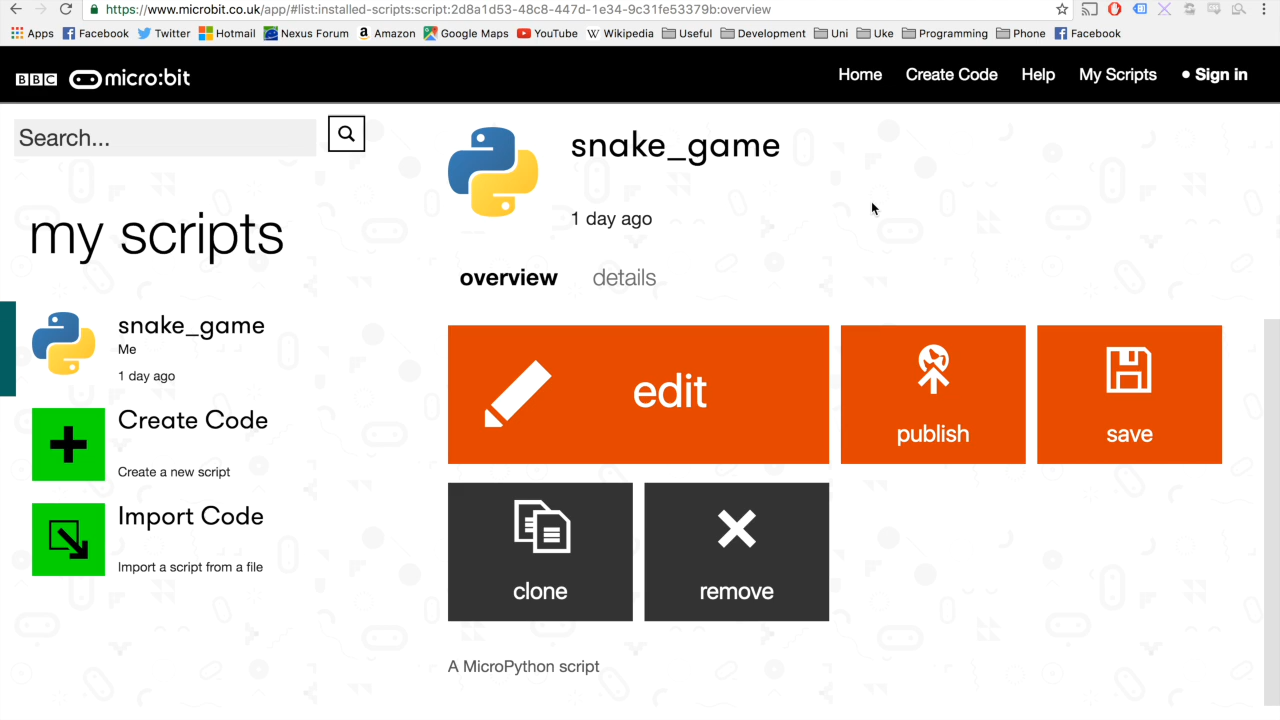 https://www.microbit.co.uk/app/#list:installed-scripts:script:2d8a1d53-48c8-447d-1e34-9c31fe53379b:overview
Apps Facebook Twitter Hotmail Nexus Forum Amazon Google Maps YouTube Wikipedia Useful Development Uni Uke Programming Phone Facebook
BBC micro:bit Home Create Code Help My Scripts Sign in
Search...
snake_game
1 day ago
my scripts
overview details
snake_game
Me
1 day ago
Create Code
Create a new script
Import Code
Import a script from a file
edit
publish
save
clone
remove
A MicroPython script